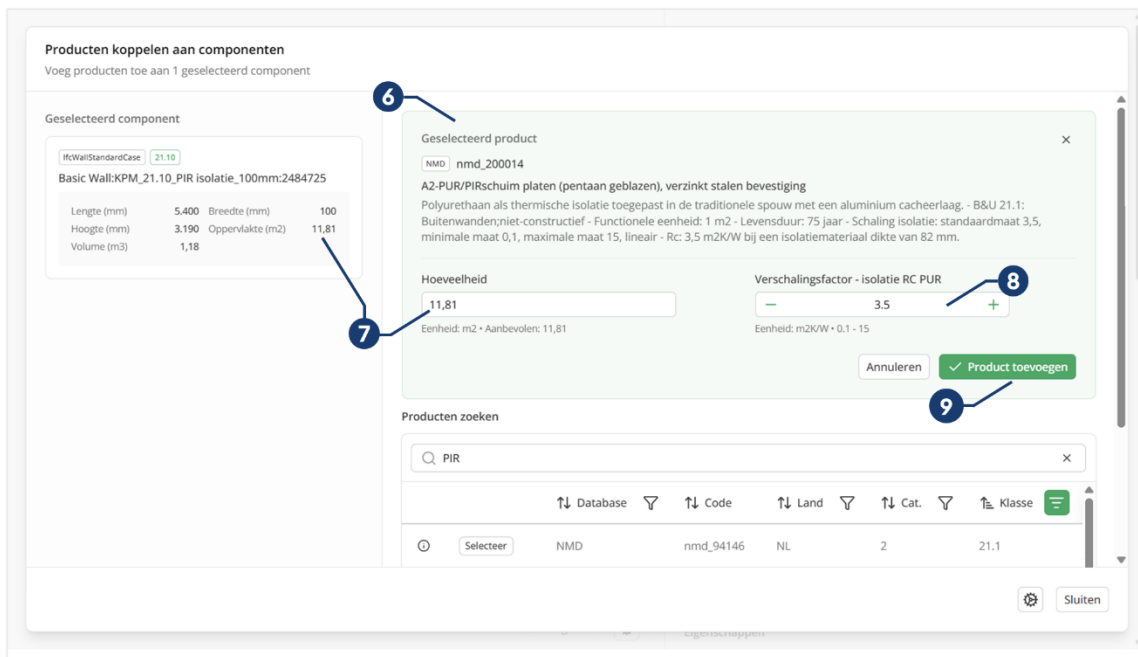 Producten koppelen aan componenten
Voeg producten toe aan 1 geselecteerd component
6
Geselecteerd component
IfcWallStandardCase 21.10
Basic Wall:KPM_21.10_PIR isolatie_100mm:2484725
Lengte (mm) 5.400 Breedte (mm) 100
Hoogte (mm) 3.190 Oppervlakte (m2) 11,81
Volume (m3) 1,18
7
Geselecteerd product
NMD nmd_200014
A2-PUR/PIRschuim platen (pentaan geblazen), verzinkt stalen bevestiging
Polyurethaan als thermische isolatie toegepast in de traditionele spouw met een aluminium cacheerlaag. - B&U 21.1:
Buitenwanden;niet-constructief - Functionele eenheid: 1 m2 - Levensduur: 75 jaar - Schaling isolatie: standaardmaat 3,5,
minimale maat 0,1, maximale maat 15, lineair - Rc: 3,5 m2K/W bij een isolatiemateriaal dikte van 82 mm.
Hoeveelheid
11,81
Eenheid: m2 • Aanbevolen: 11,81
Verschalingsfactor - isolatie RC PUR
8
3.5
Eenheid: m2K/W • 0.1 - 15
Annuleren Product toevoegen
9
Producten zoeken
PIR
Database Code Land Cat. Klasse
Selecteer NMD nmd_94146 NL 2 21.1
Sluiten
Eigenschappen